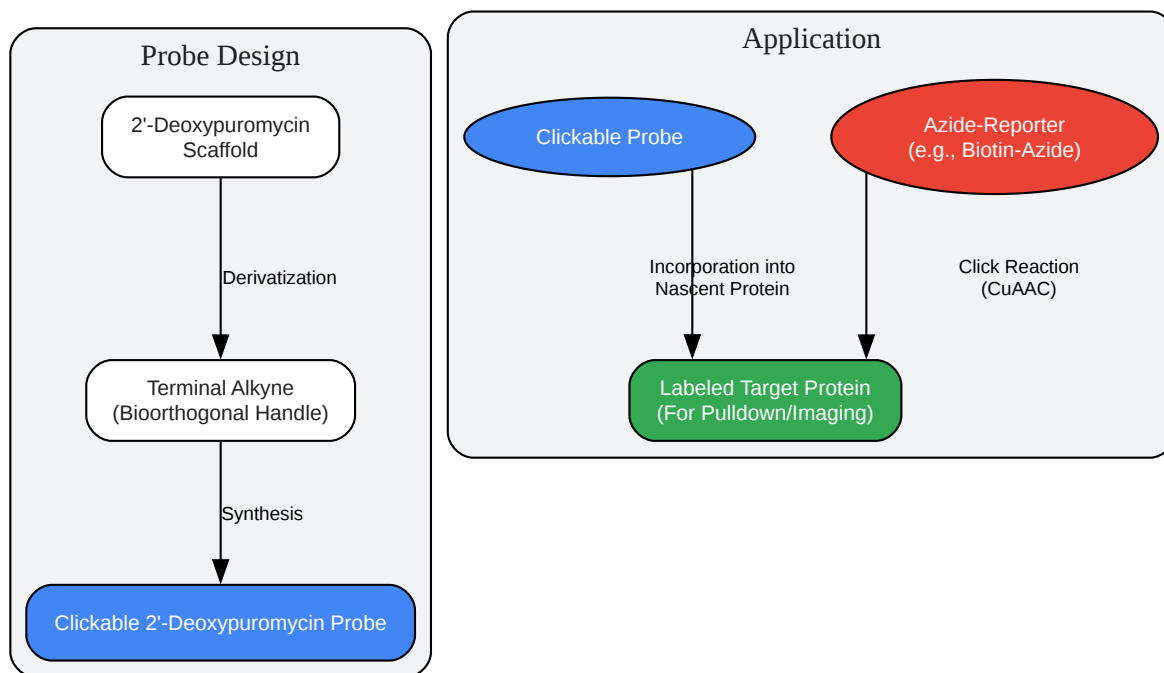 Probe Design
2'-Deoxypuromycin
Scaffold
Derivatization
Terminal Alkyne
(Bioorthogonal Handle)
Synthesis
Clickable 2'-Deoxypuromycin Probe
Application
Clickable Probe
Azide-Reporter
(e.g., Biotin-Azide)
Incorporation into
Nascent Protein
Click Reaction
(CuAAC)
Labeled Target Protein
(For Pulldown/Imaging)